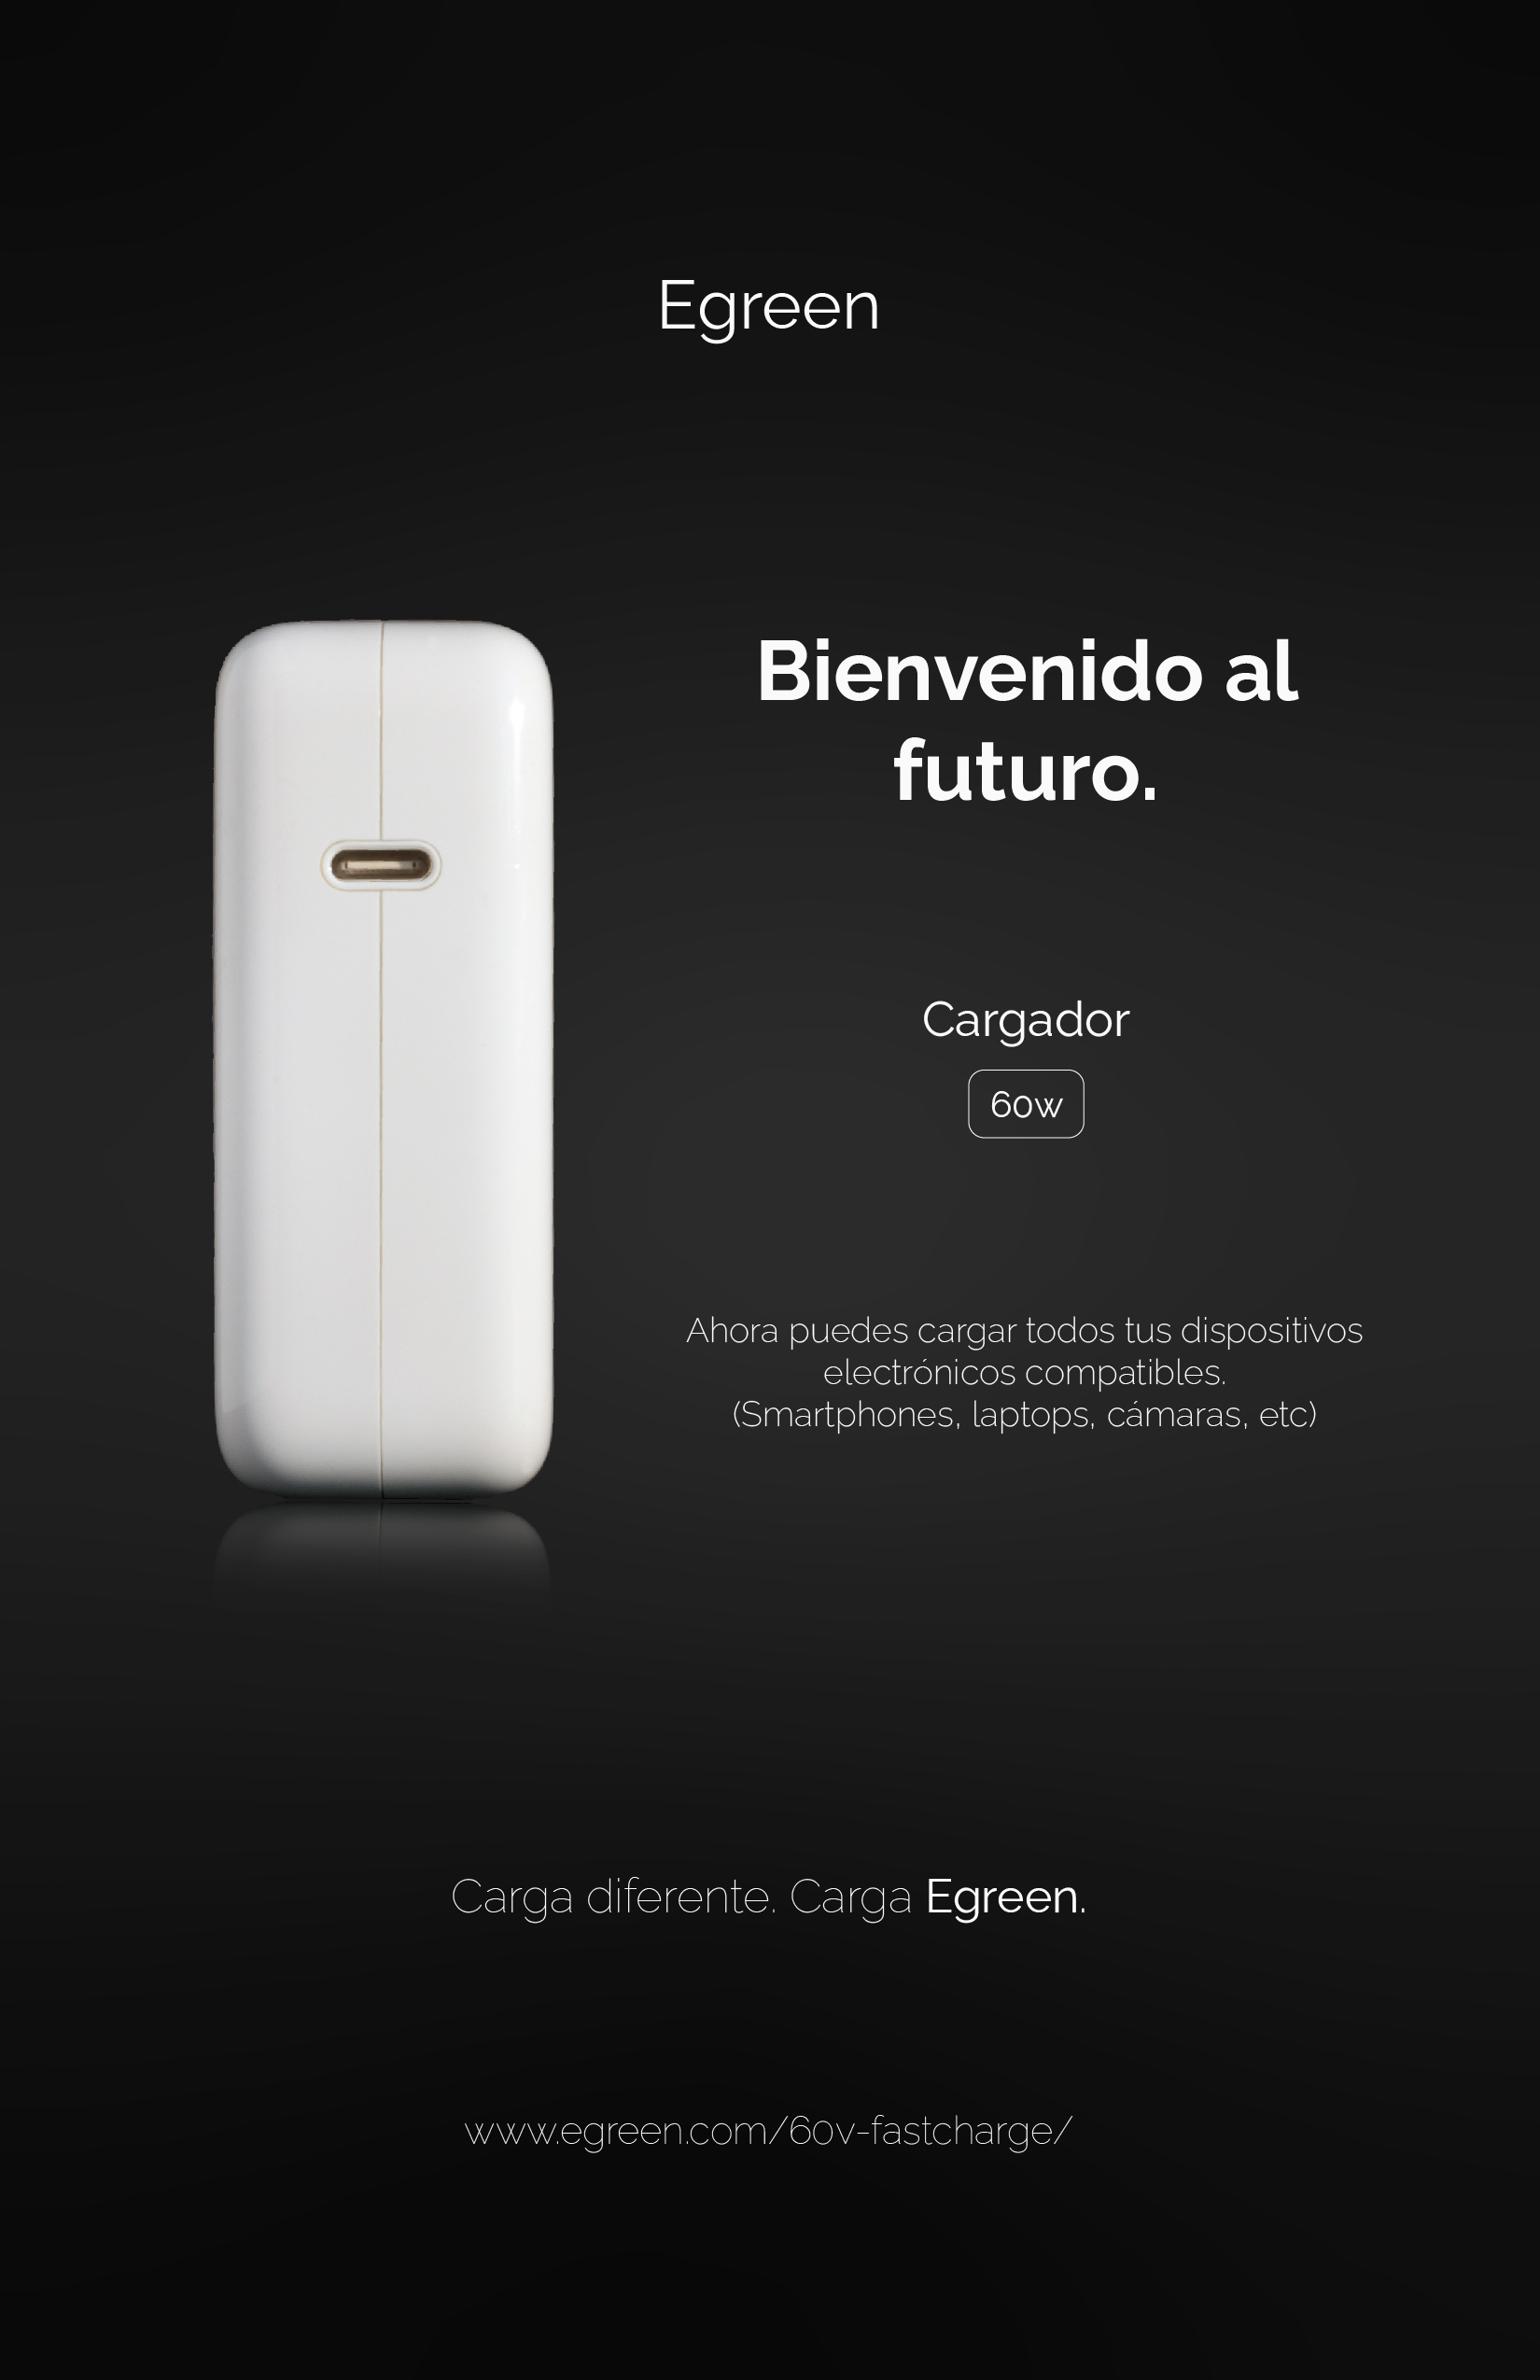 Egreen
Bienvenido al
futuro.
Cargador
60w
Ahora puedes cargar todos tus dispositivos
electrónicos compatibles.
(Smartphones, laptops, cámaras, etc)
Carga diferente. Carga Egreen.
www.egreen.com/60v-fastcharge/